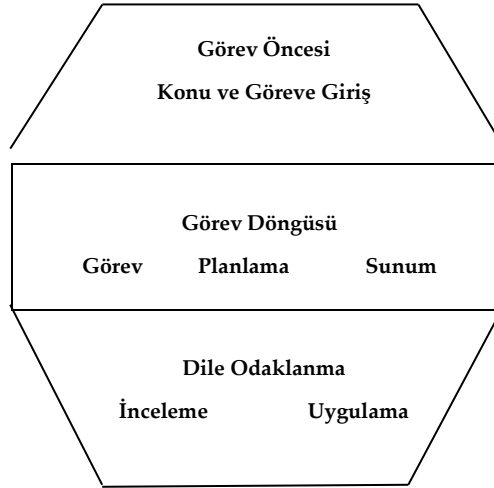 Görev Öncesi
Konu ve Göreve Giriş
Görev Döngüsü
Görev Planlama Sunum
Dile Odaklanma
İnceleme Uygulama